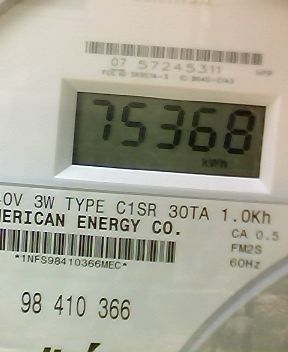 07 57245311
75368
kWh
0V 3W TYPE C1SR 30TA 1.0Kh
MERICAN ENERGY CO.
CA 0.5
FM2S
60Hz
*1NFS98410366MEC*
98 410 366